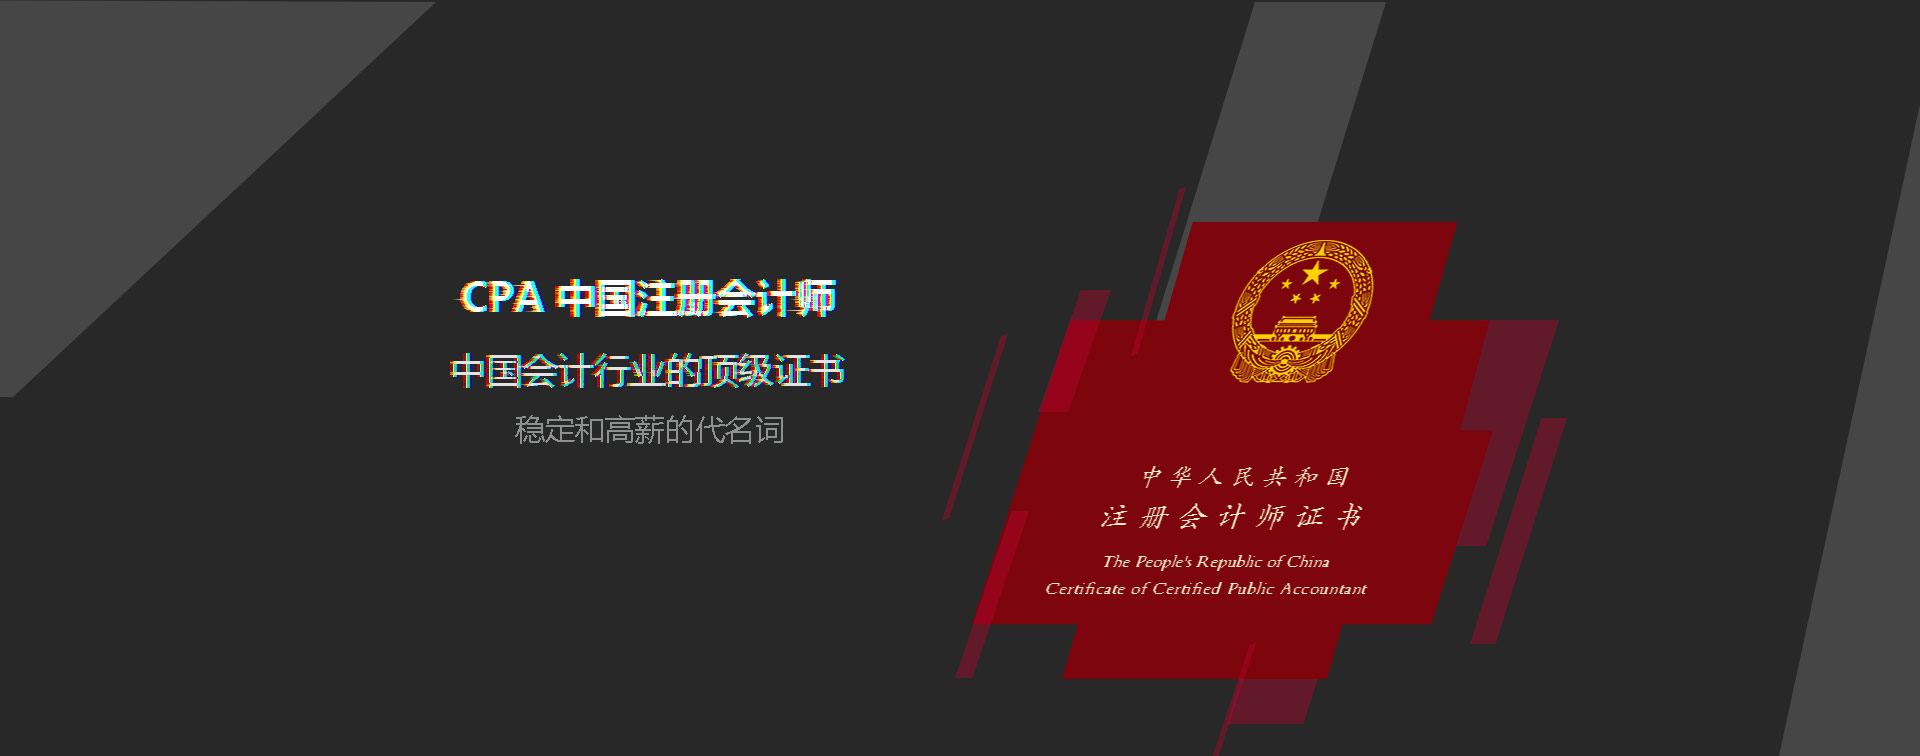 CPA 中国注册会计师
中国会计行业的顶级证书
稳定和高薪的代名词
中华人民共和国
注册会计师证书
The People's Republic of China
Certificate of Certified Public Accountant